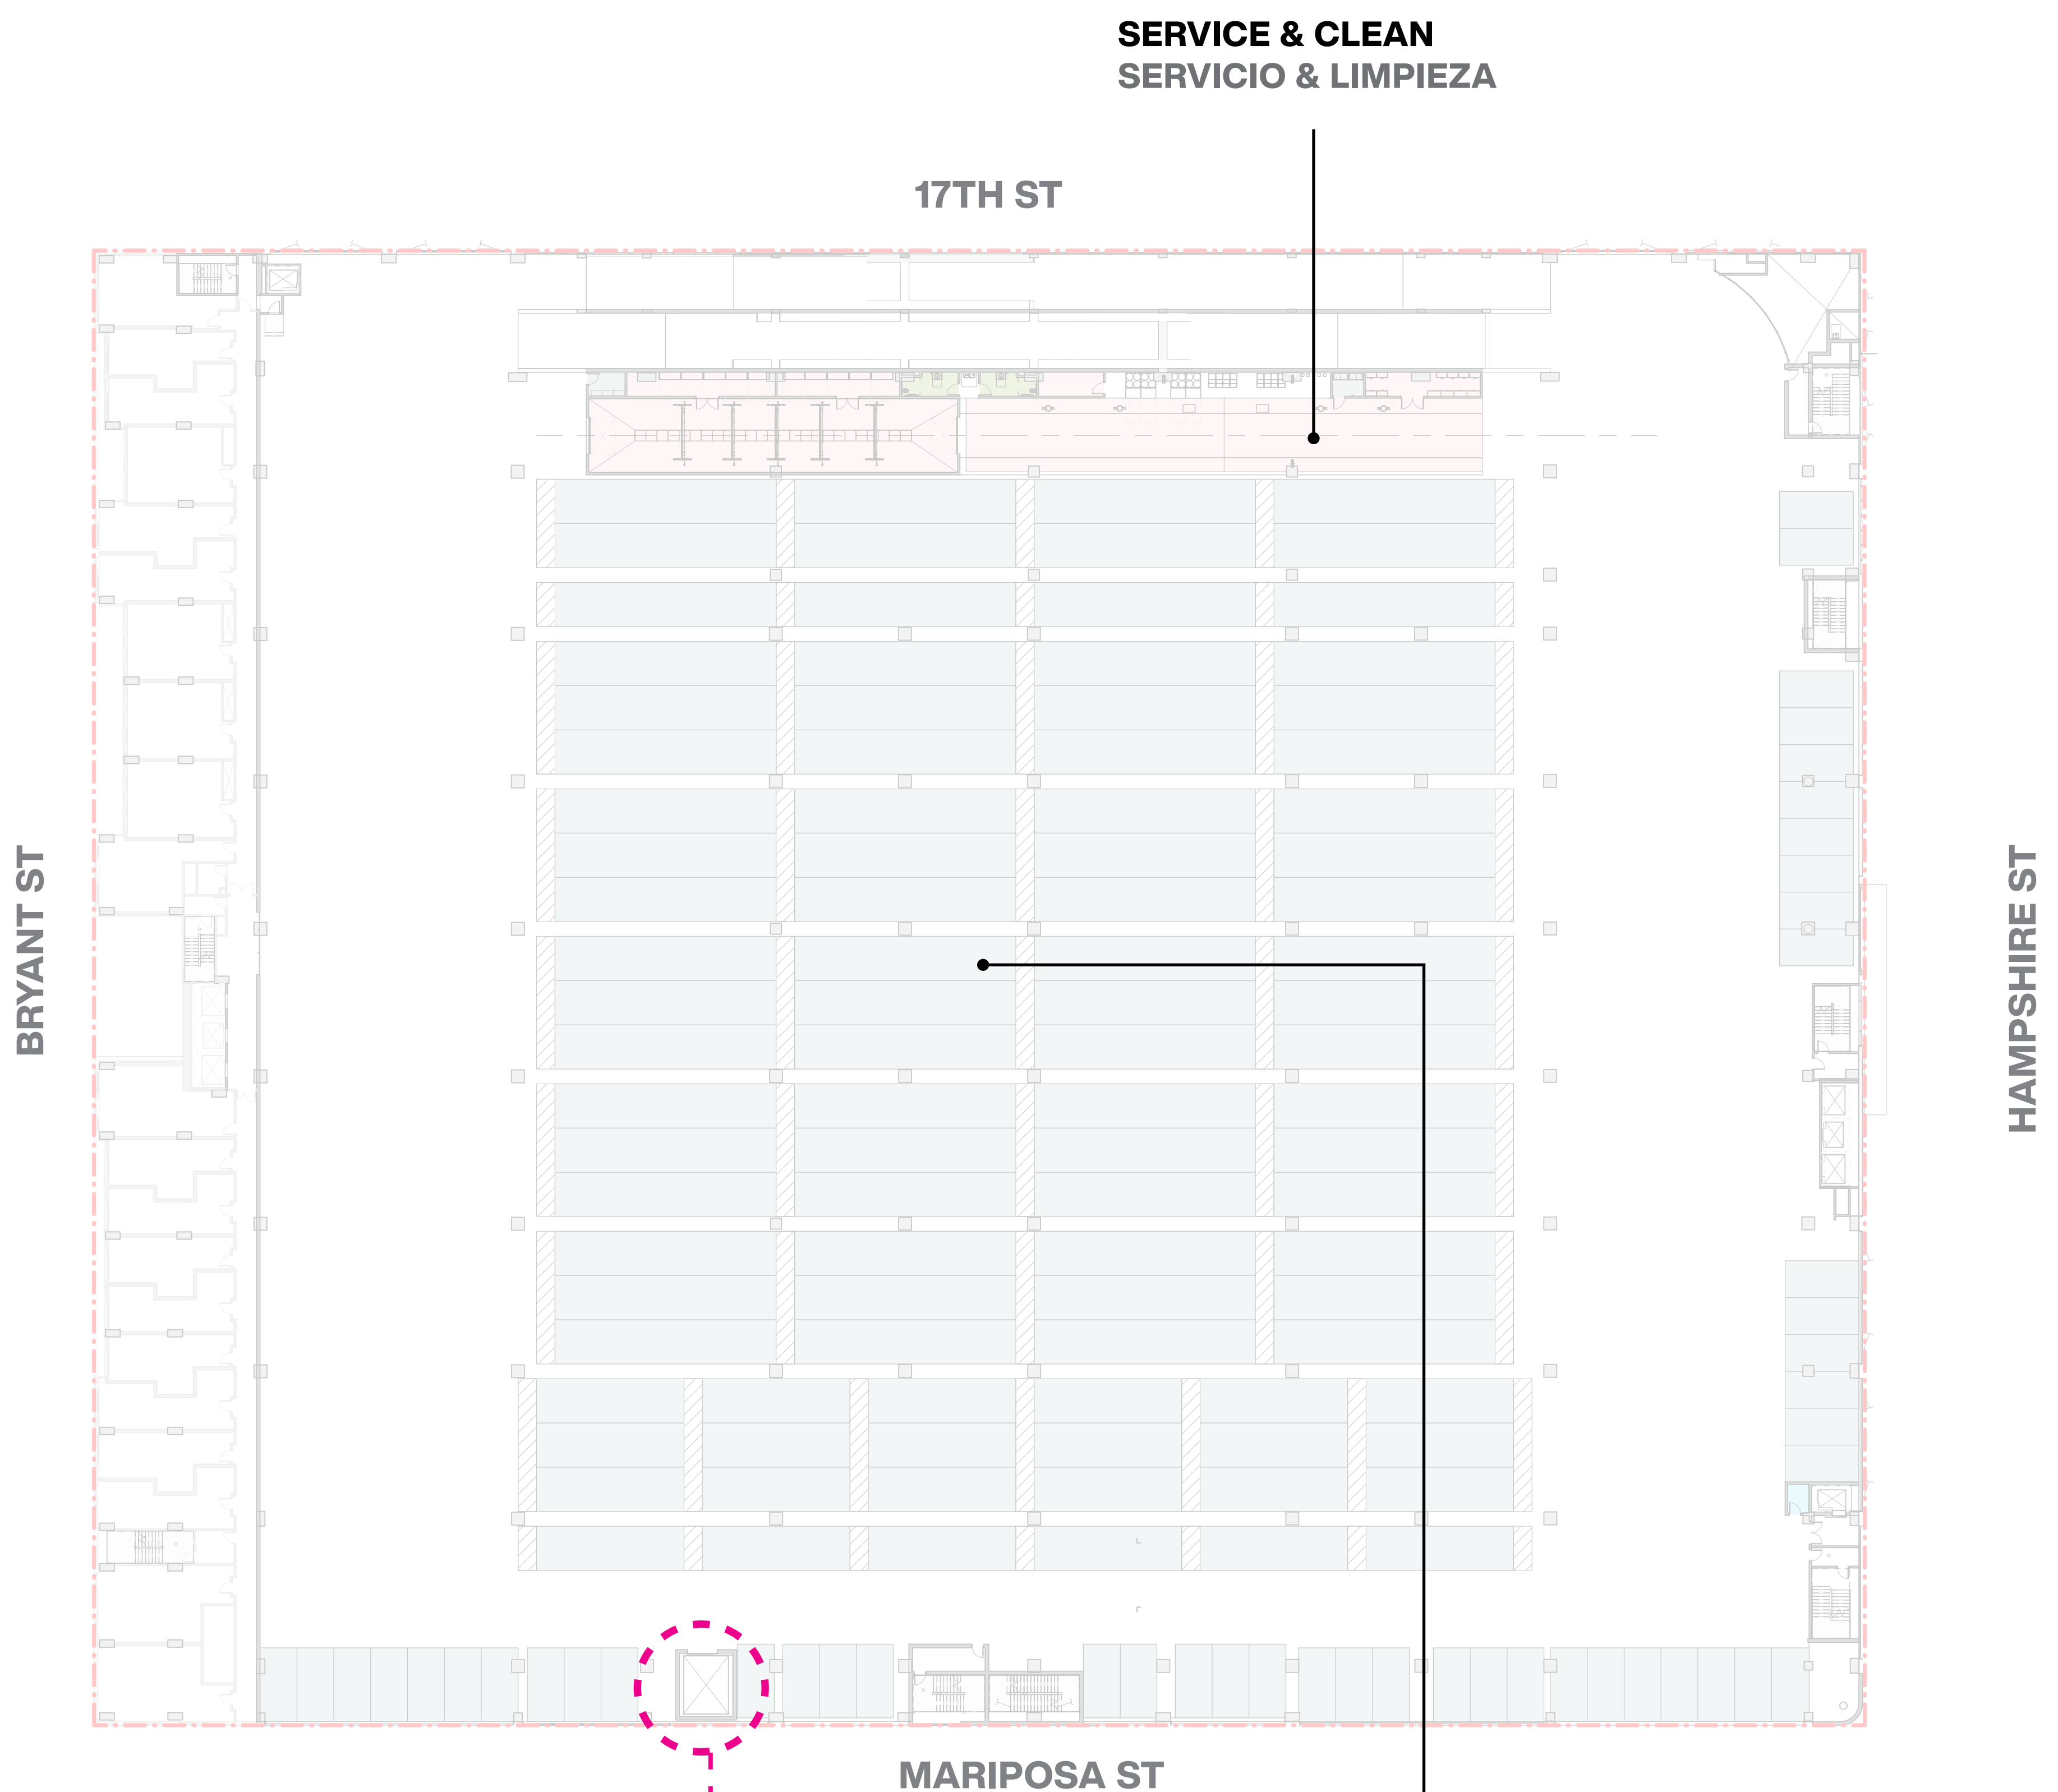 SERVICE & CLEAN
SERVICIO & LIMPIEZA
17TH ST
BRYANT ST
HAMPSHIRE ST
MARIPOSA ST